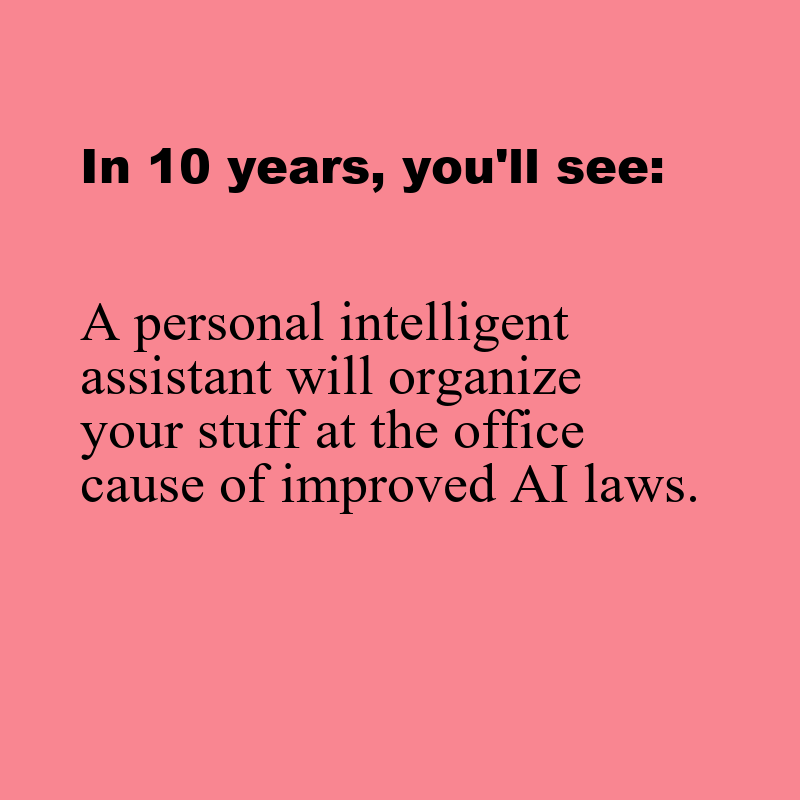 In 10 years, you'll see:
A personal intelligent
assistant will organize
your stuff at the office
cause of improved AI laws.